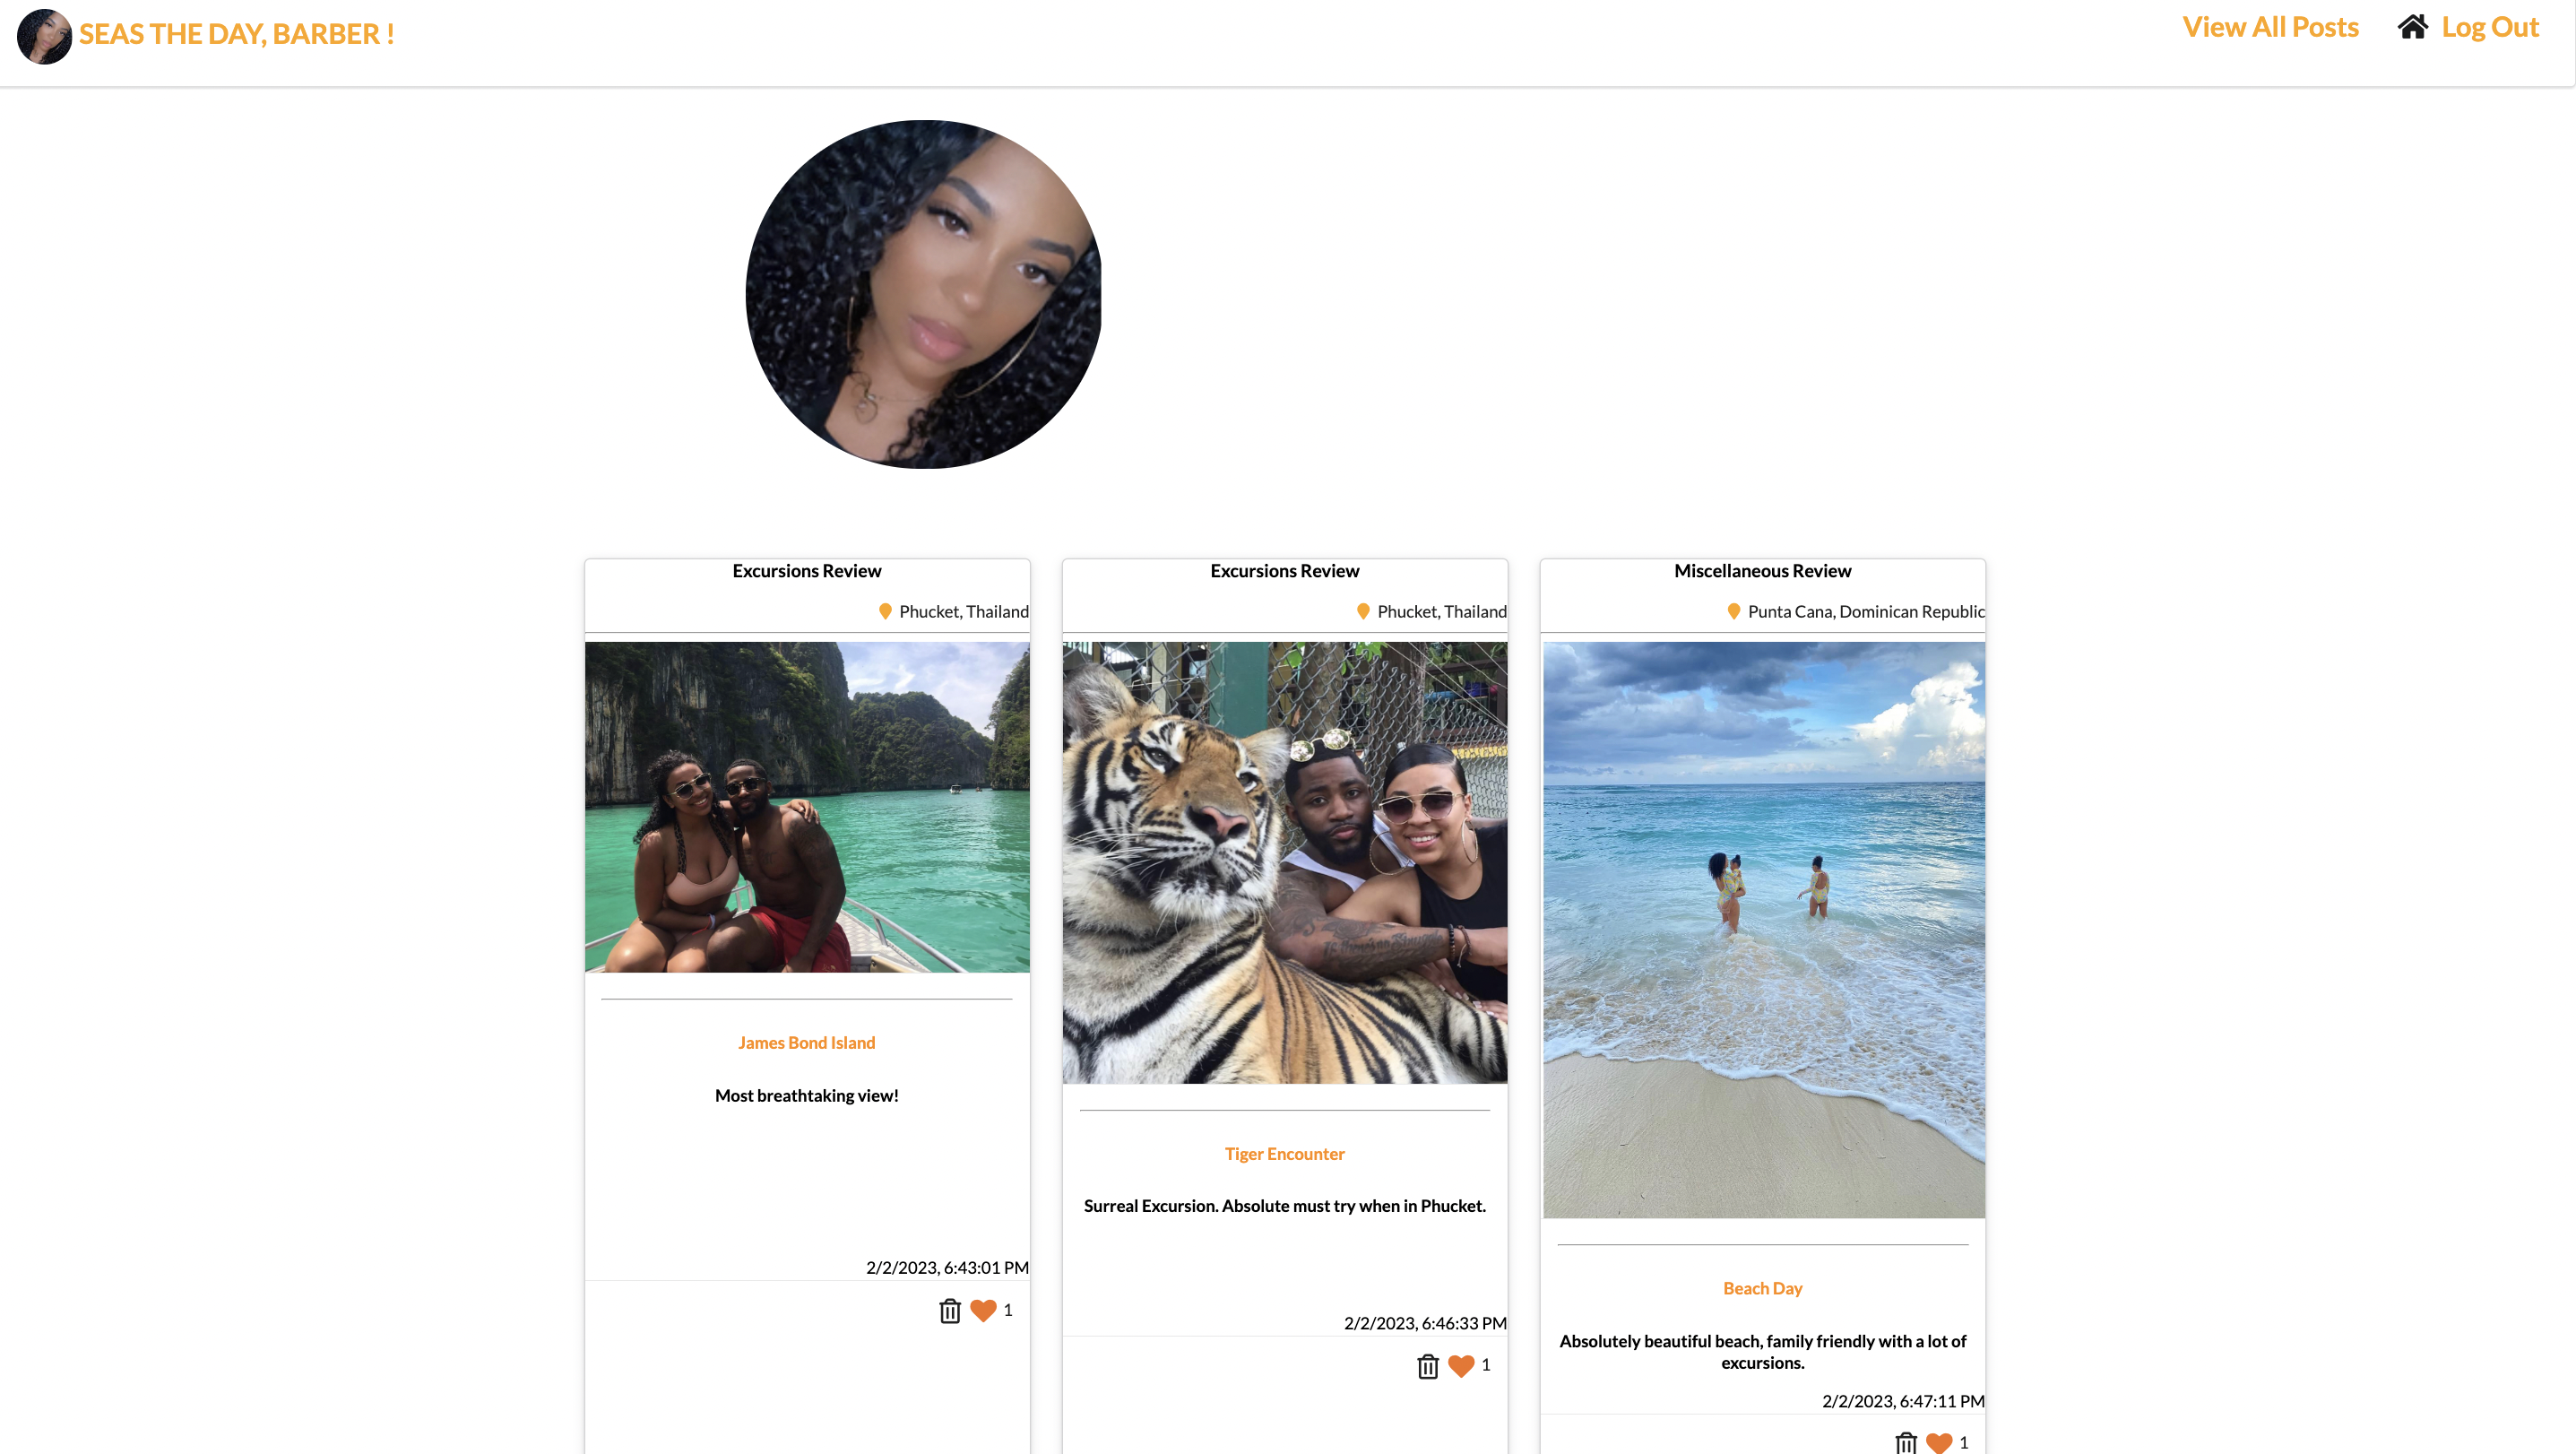 SEAS THE DAY, BARBER !
View All Posts
Log Out
Excursions Review
Phucket, Thailand
James Bond Island
Most breathtaking view!
2/2/2023, 6:43:01 PM
1
Excursions Review
Phucket, Thailand
Tiger Encounter
Surreal Excursion. Absolute must try when in Phucket.
2/2/2023, 6:46:33 PM
1
Miscellaneous Review
Punta Cana, Dominican Republic
Beach Day
Absolutely beautiful beach, family friendly with a lot of
excursions.
2/2/2023, 6:47:11 PM
1